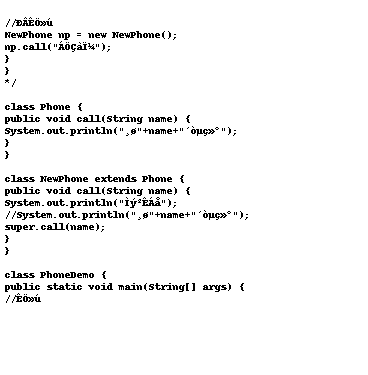 //ÐÂÊÖ»ú
NewPhone np = new NewPhone();
np.call("ÁÖÇàÏ¼");
}
}
*/
class Phone {
public void call(String name) {
System.out.println("¸ø"+name+"´òµç»°");
}
}
class NewPhone extends Phone {
public void call(String name) {
System.out.println("Ìý²ÊÁå");
//System.out.println("¸ø"+name+"´òµç»°");
super.call(name);
}
}
class PhoneDemo {
public static void main(String[] args) {
//ÊÖ»ú